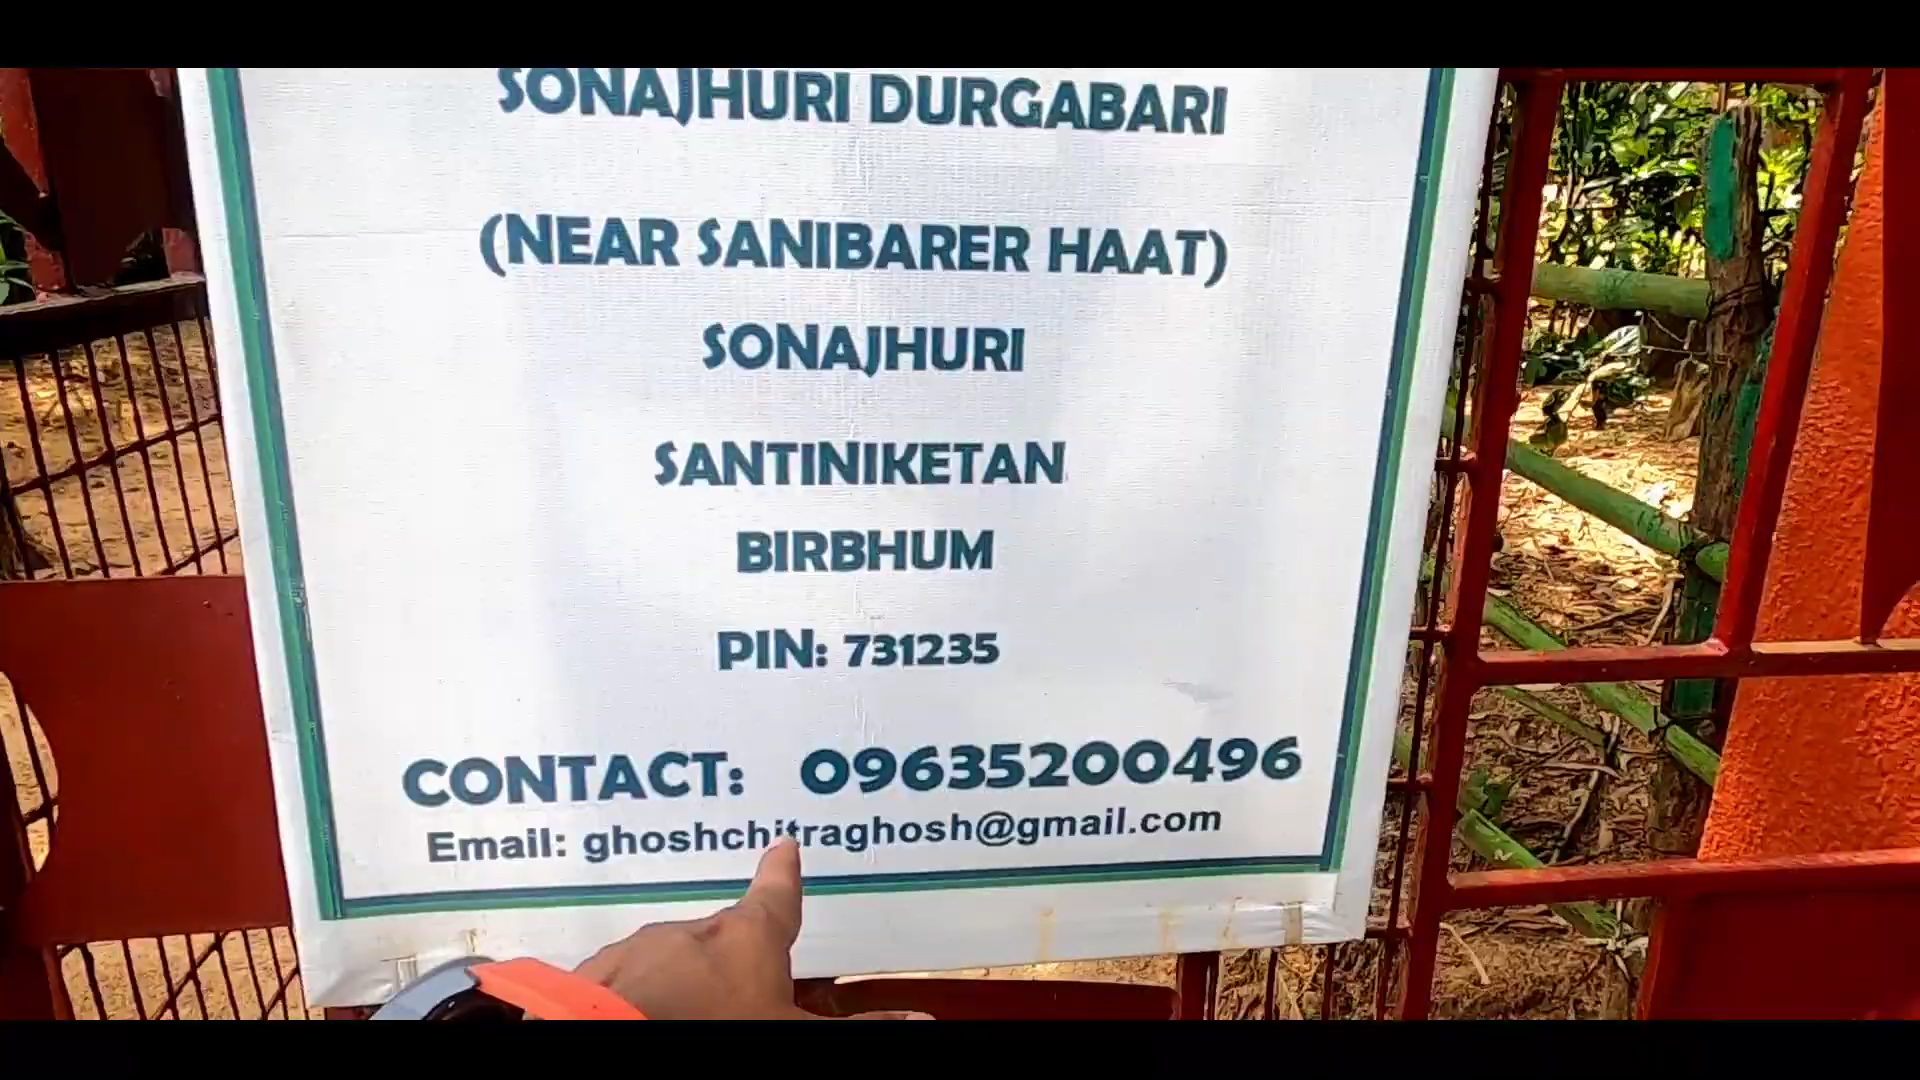 SONAJHURI DURGABARI
(NEAR SANIBARER HAAT)
SONAJHURI
SANTINIKETAN
BIRBHUM
PIN: 731235
CONTACT: 09635200496
Email: ghoshchitraghosh@gmail.com